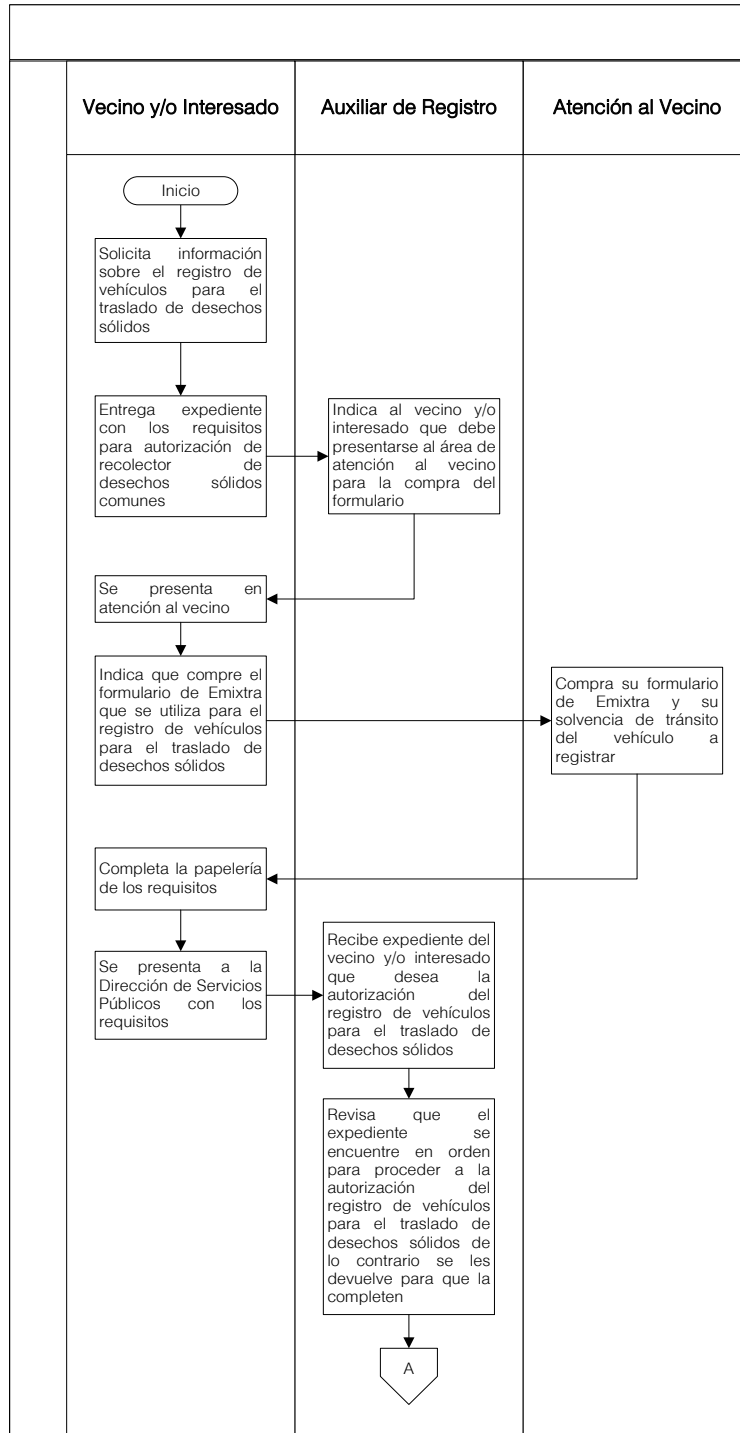 Vecino y/o Interesado
Auxiliar de Registro
Atención al Vecino
Inicio
Solicita información
sobre el registro de
vehículos para el
traslado de desechos
sólidos
Entrega expediente
con los requisitos
para autorización de
recolector de
desechos sólidos
comunes
Indica al vecino y/o
interesado que debe
presentarse al área de
atención al vecino
para la compra del
formulario
Se presenta en
atención al vecino
Indica que compre el
formulario de Emixtra
que se utiliza para el
registro de vehículos
para el traslado de
desechos sólidos
Compra su formulario
de Emixtra y su
solvencia de tránsito
del vehículo a
registrar
Completa la papelería
de los requisitos
Se presenta a la
Dirección de Servicios
Públicos con los
requisitos
Recibe expediente del
vecino y/o interesado
que desea la
autorización del
registro de vehículos
para el traslado de
desechos sólidos
Revisa que el
expediente se
encuentre en orden
para proceder a la
autorización del
registro de vehículos
para el traslado de
desechos sólidos de
lo contrario se les
devuelve para que la
completen
A